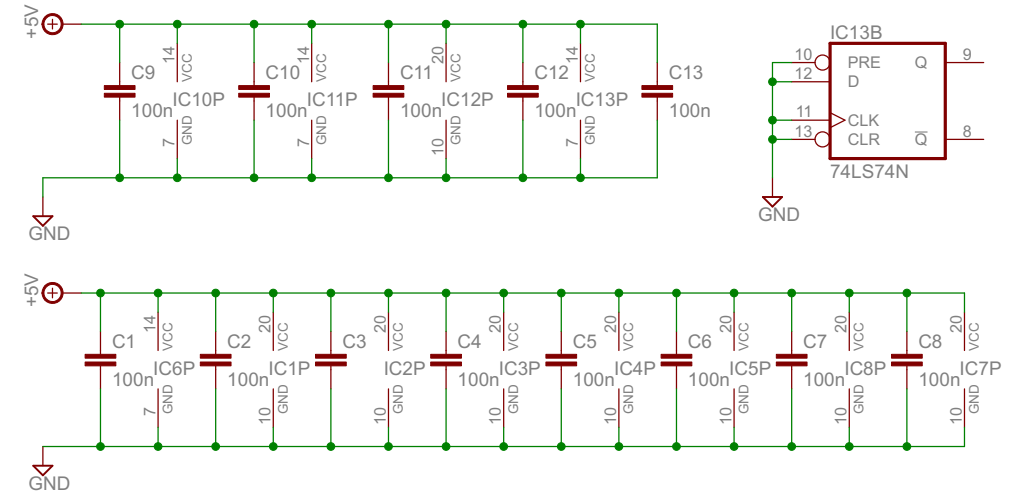 +5V
C9
100n
14
VCC
IC10P
7
GND
C10
100n
14
VCC
IC11P
7
GND
C11
100n
20
VCC
IC12P
10
GND
C12
100n
14
VCC
IC13P
7
GND
C13
100n
GND
IC13B
10
PRE
Q
9
12
D
11
CLK
13
CLR
Q
8
74LS74N
GND
+5V
C1
100n
14
VCC
IC6P
7
GND
C2
100n
20
VCC
IC1P
10
GND
C3
20
VCC
IC2P
10
GND
C4
100n
20
VCC
IC3P
10
GND
C5
100n
20
VCC
IC4P
10
GND
C6
100n
20
VCC
IC5P
10
GND
C7
100n
20
VCC
IC8P
10
GND
C8
100n
20
VCC
IC7P
10
GND
GND